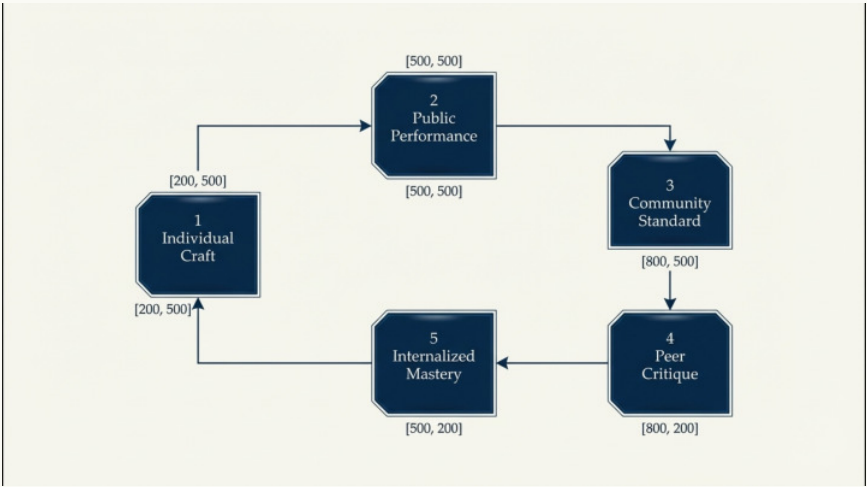 [500, 500]
2
Public
Performance
[500, 500]
[200, 500]
1
Individual
Craft
[200, 500]
3
Community
Standard
[800, 500]
4
Peer
Critique
[800, 200]
5
Internalized
Mastery
[500, 200]